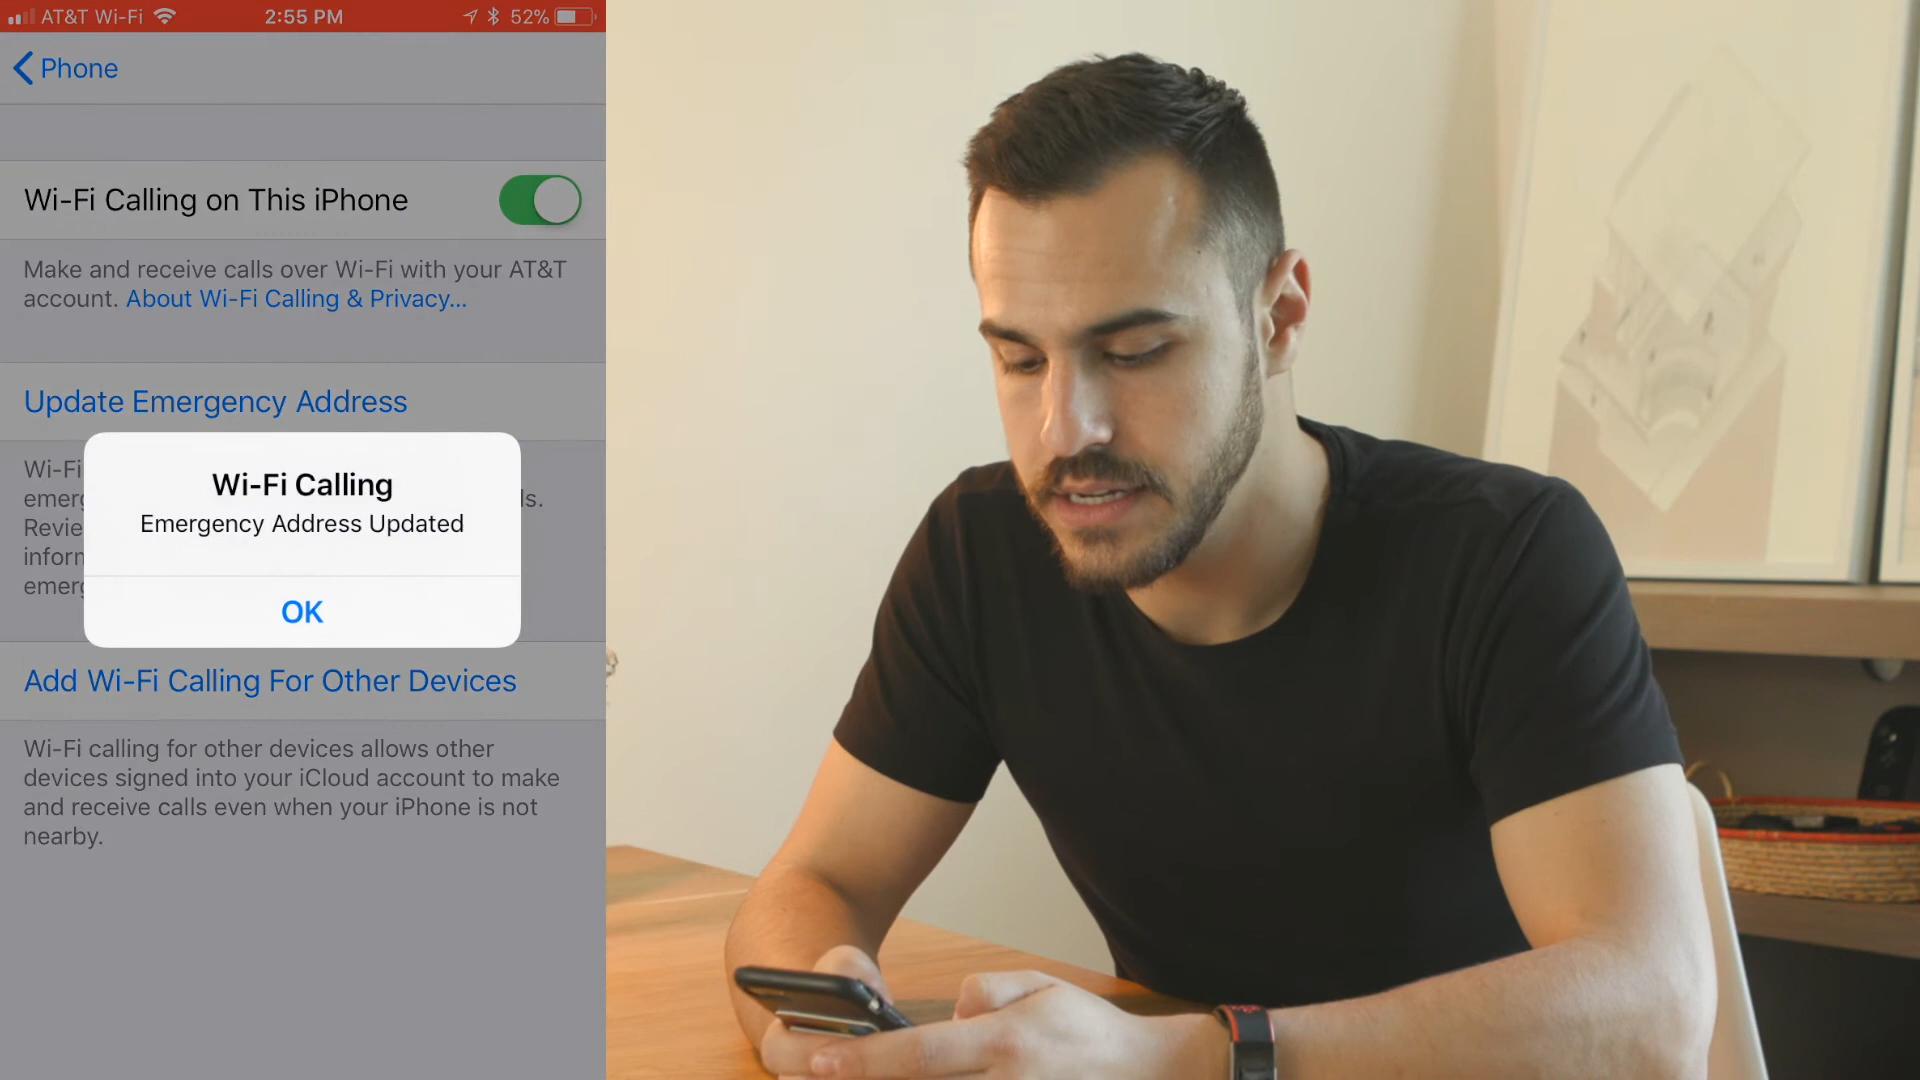 AT&T Wi-Fi 2:55 PM 52%
Phone
Wi-Fi Calling on This iPhone
Make and receive calls over Wi-Fi with your AT&T
account. About Wi-Fi Calling & Privacy...
Update Emergency Address
Wi-Fi
Wi-Fi Calling
Emergency Address Updated
OK
Add Wi-Fi Calling For Other Devices
Wi-Fi calling for other devices allows other
devices signed into your iCloud account to make
and receive calls even when your iPhone is not
nearby.